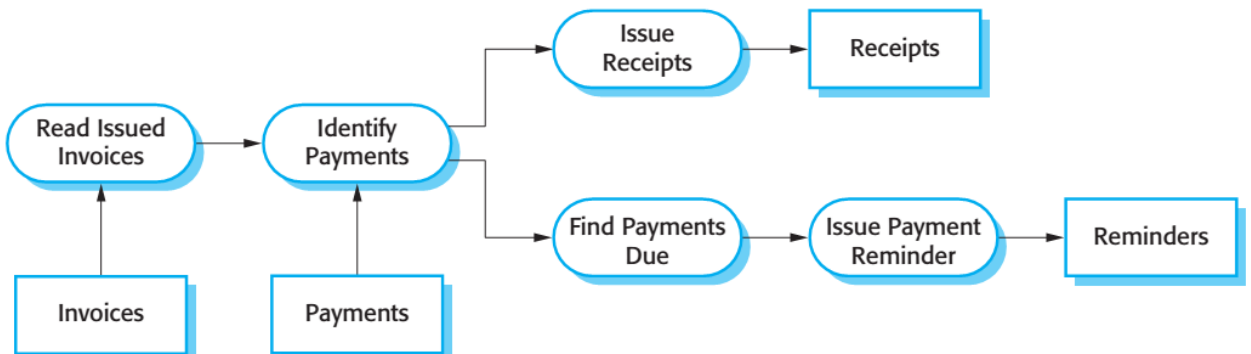 Issue
Receipts
Receipts
Read Issued
Invoices
Identify
Payments
Find Payments
Due
Issue Payment
Reminder
Reminders
Invoices
Payments